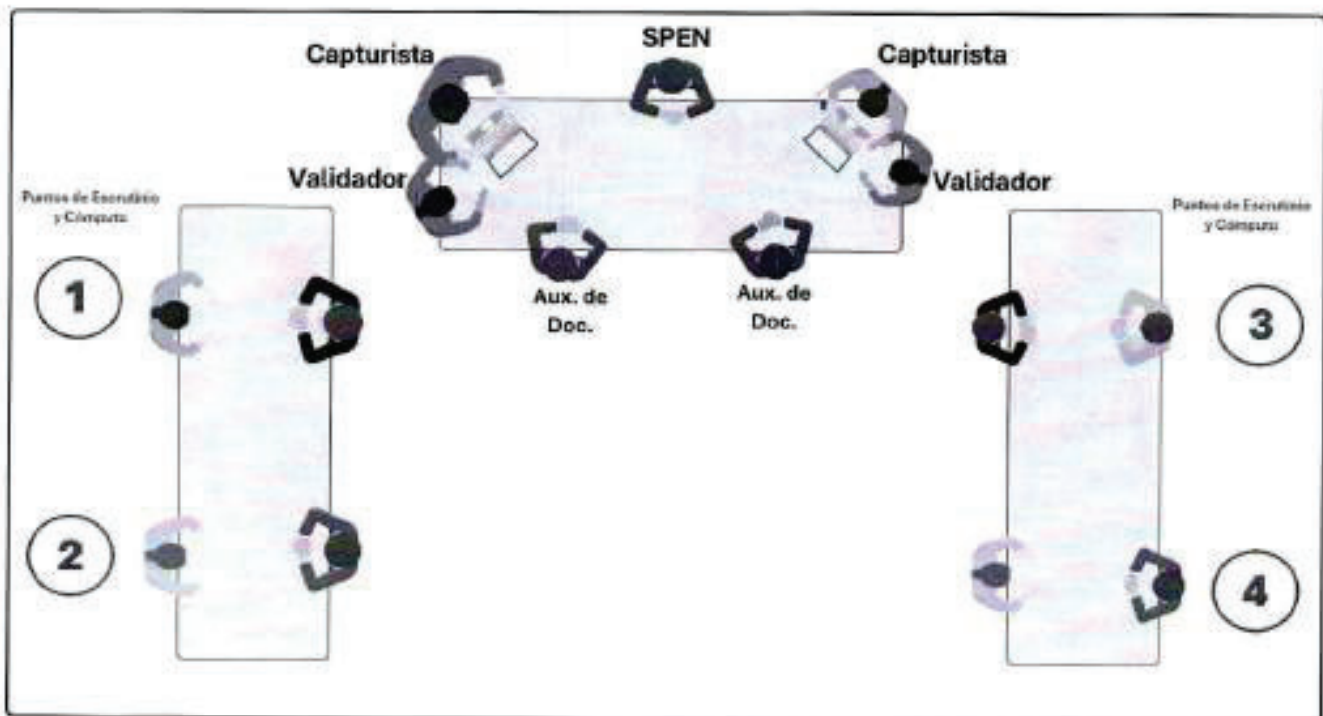 SPEN
Capturista
Capturista
Validador
Validador
Puntos de Escrutinio
y Cómputo
Puntos de Escrutinio
y Cómputo
1
3
Aux. de
Doc.
Aux. de
Doc.
2
4